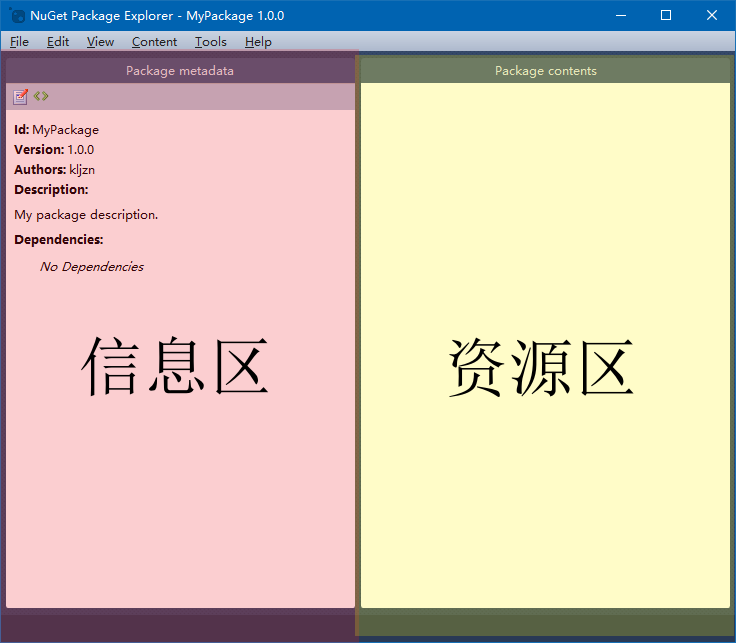 NuGet Package Explorer - MyPackage 1.0.0
File Edit View Content Tools Help
Package metadata
Id: MyPackage
Version: 1.0.0
Authors: kljzn
Description:
My package description.
Dependencies:
No Dependencies
信息区
Package contents
资源区